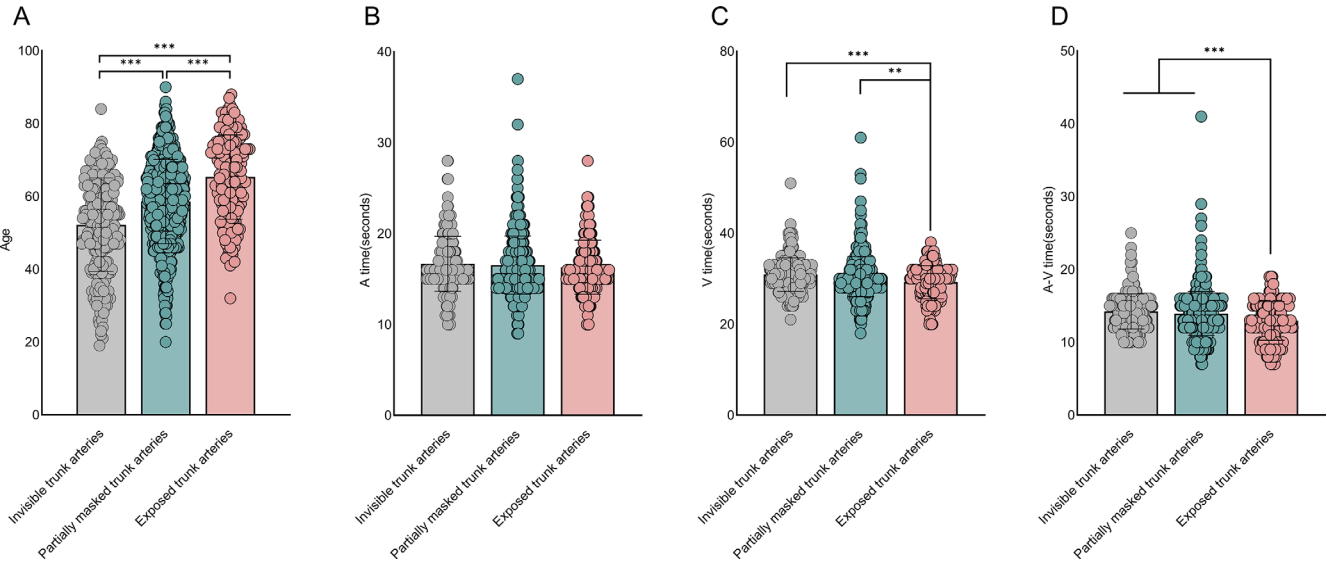 A
B
C
D
100
80
60
40
20
0
Age
***
***
***
Invisible trunk arteries
Partially masked trunk arteries
Exposed trunk arteries
40
30
20
10
0
A time(seconds)
Invisible trunk arteries
Partially masked trunk arteries
Exposed trunk arteries
80
60
40
20
0
V time(seconds)
***
**
Invisible trunk arteries
Partially masked trunk arteries
Exposed trunk arteries
50
40
30
20
10
0
A-V time(seconds)
***
Invisible trunk arteries
Partially masked trunk arteries
Exposed trunk arteries